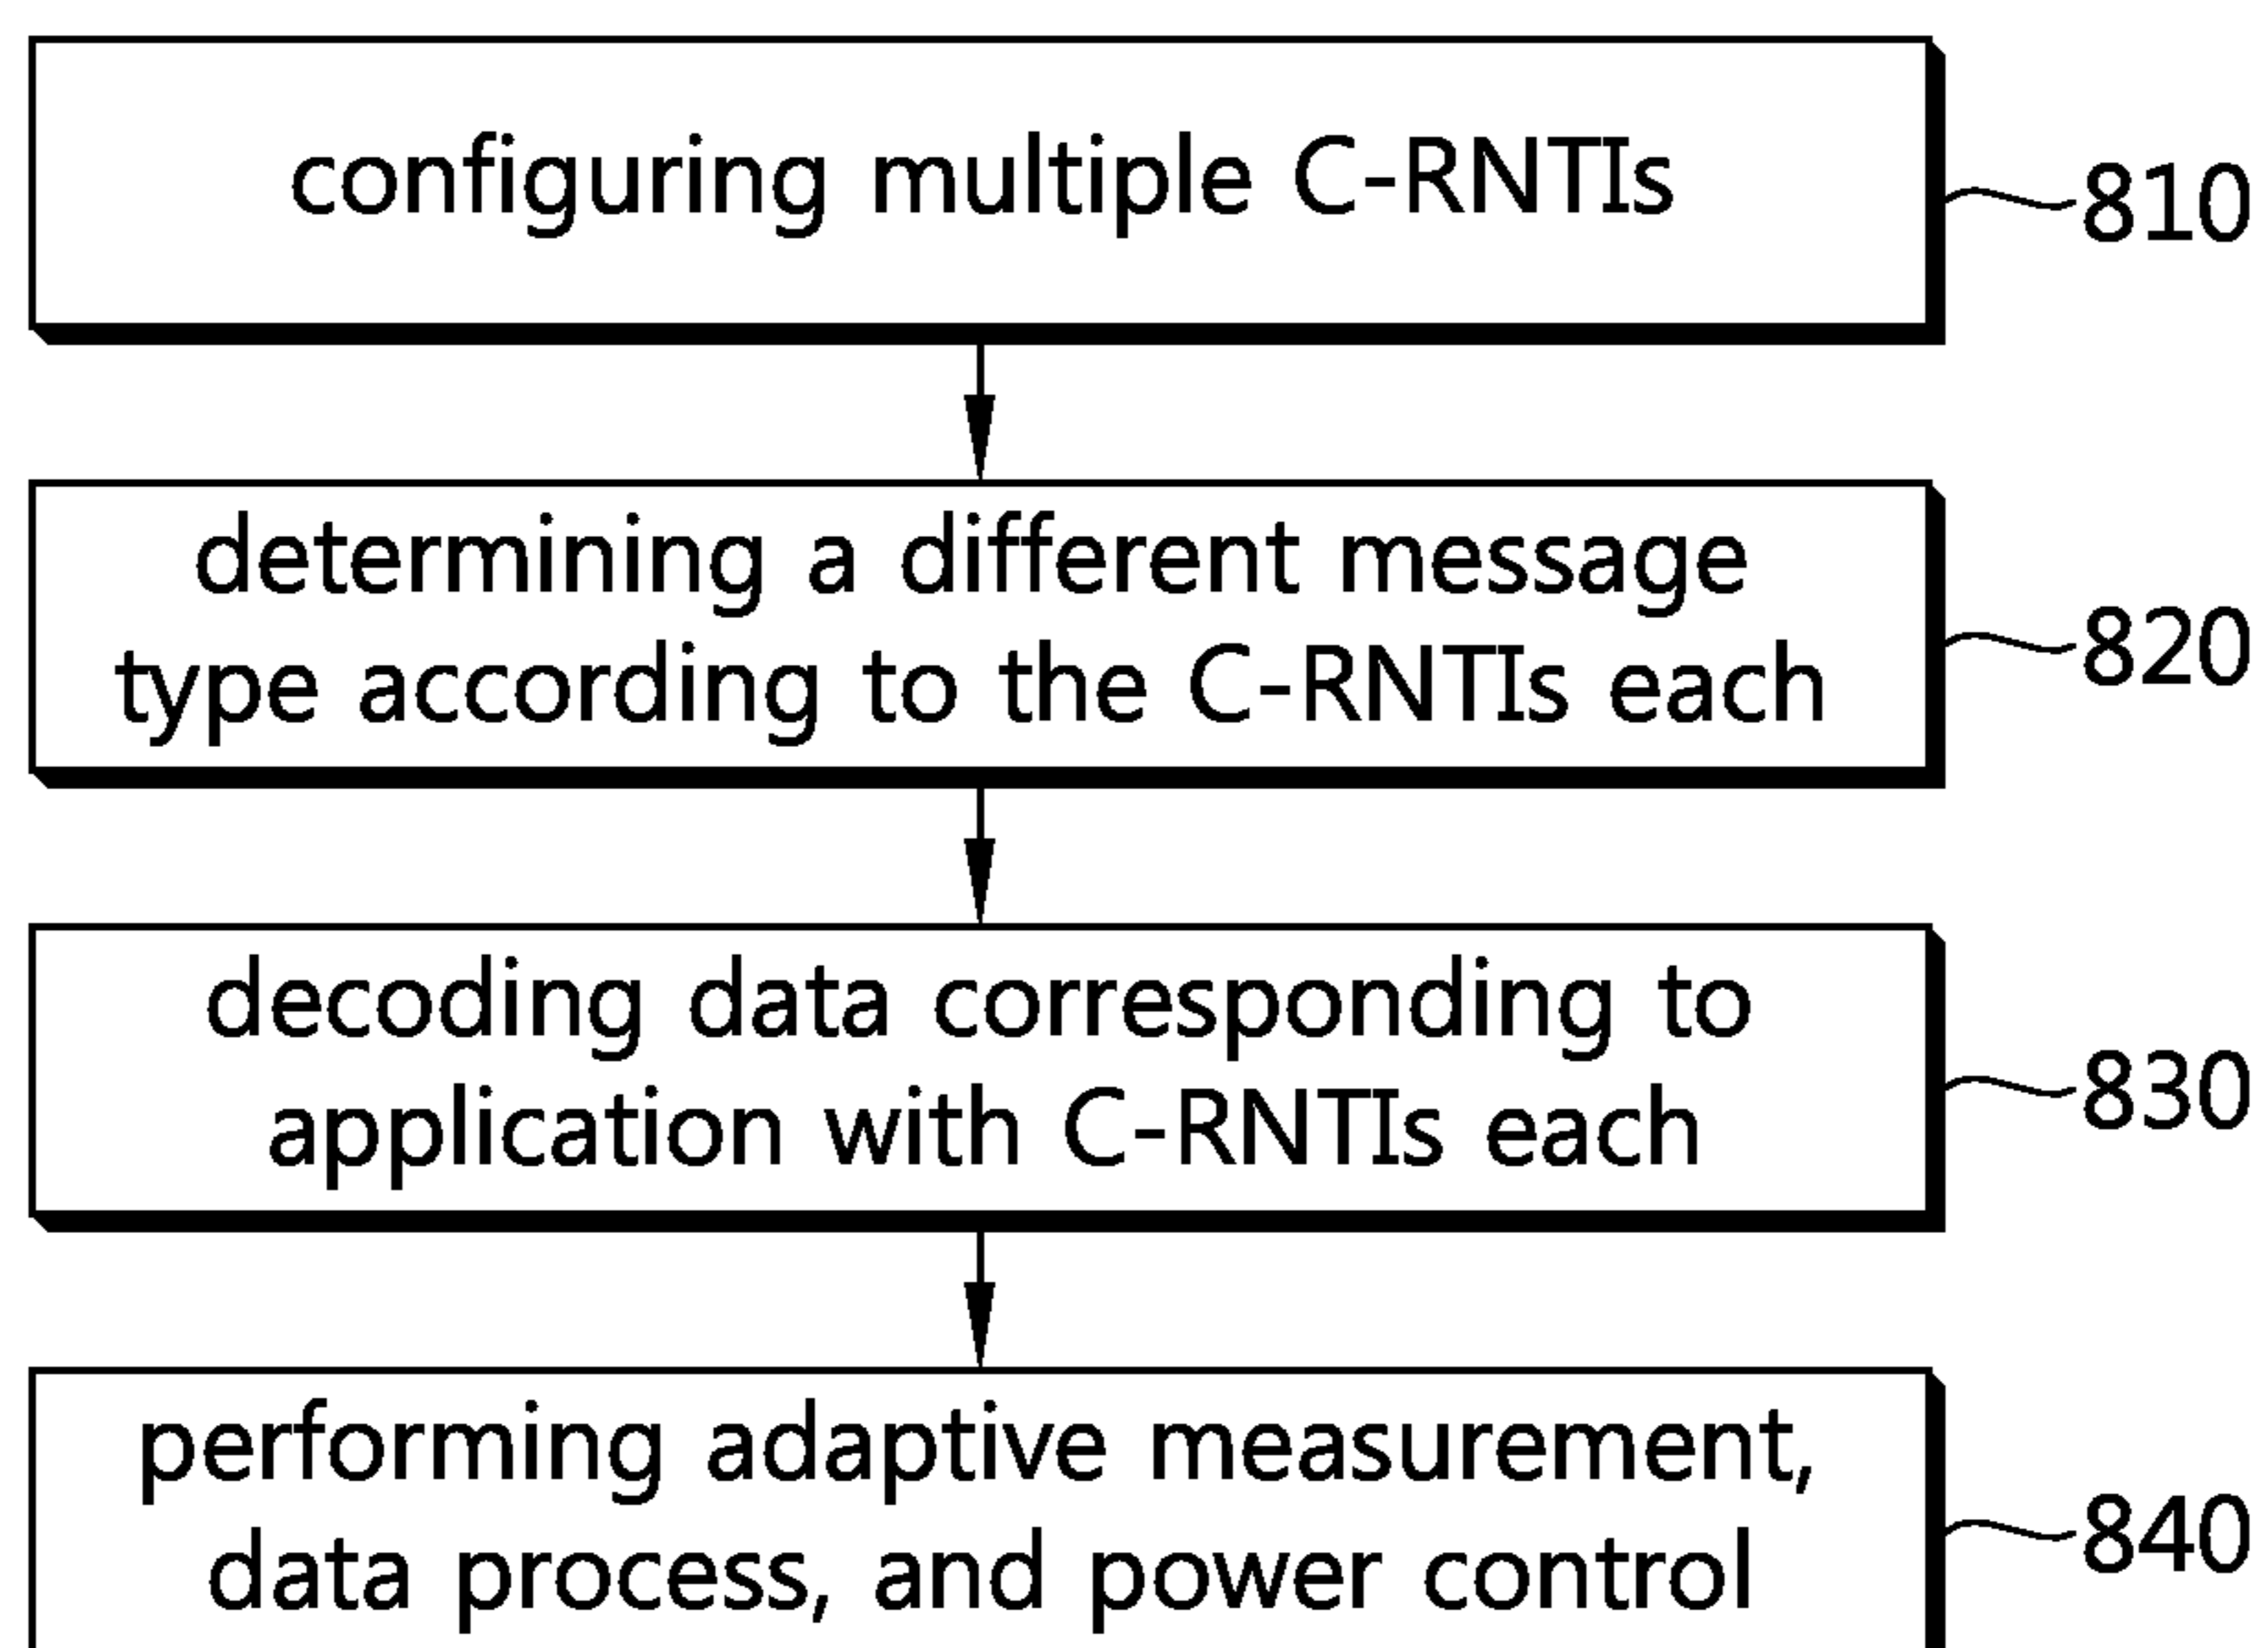 configuring multiple C-RNTIs
810
determining a different message
type according to the C-RNTIs each
820
decoding data corresponding to
application with C-RNTIs each
830
performing adaptive measurement,
data process, and power control
840